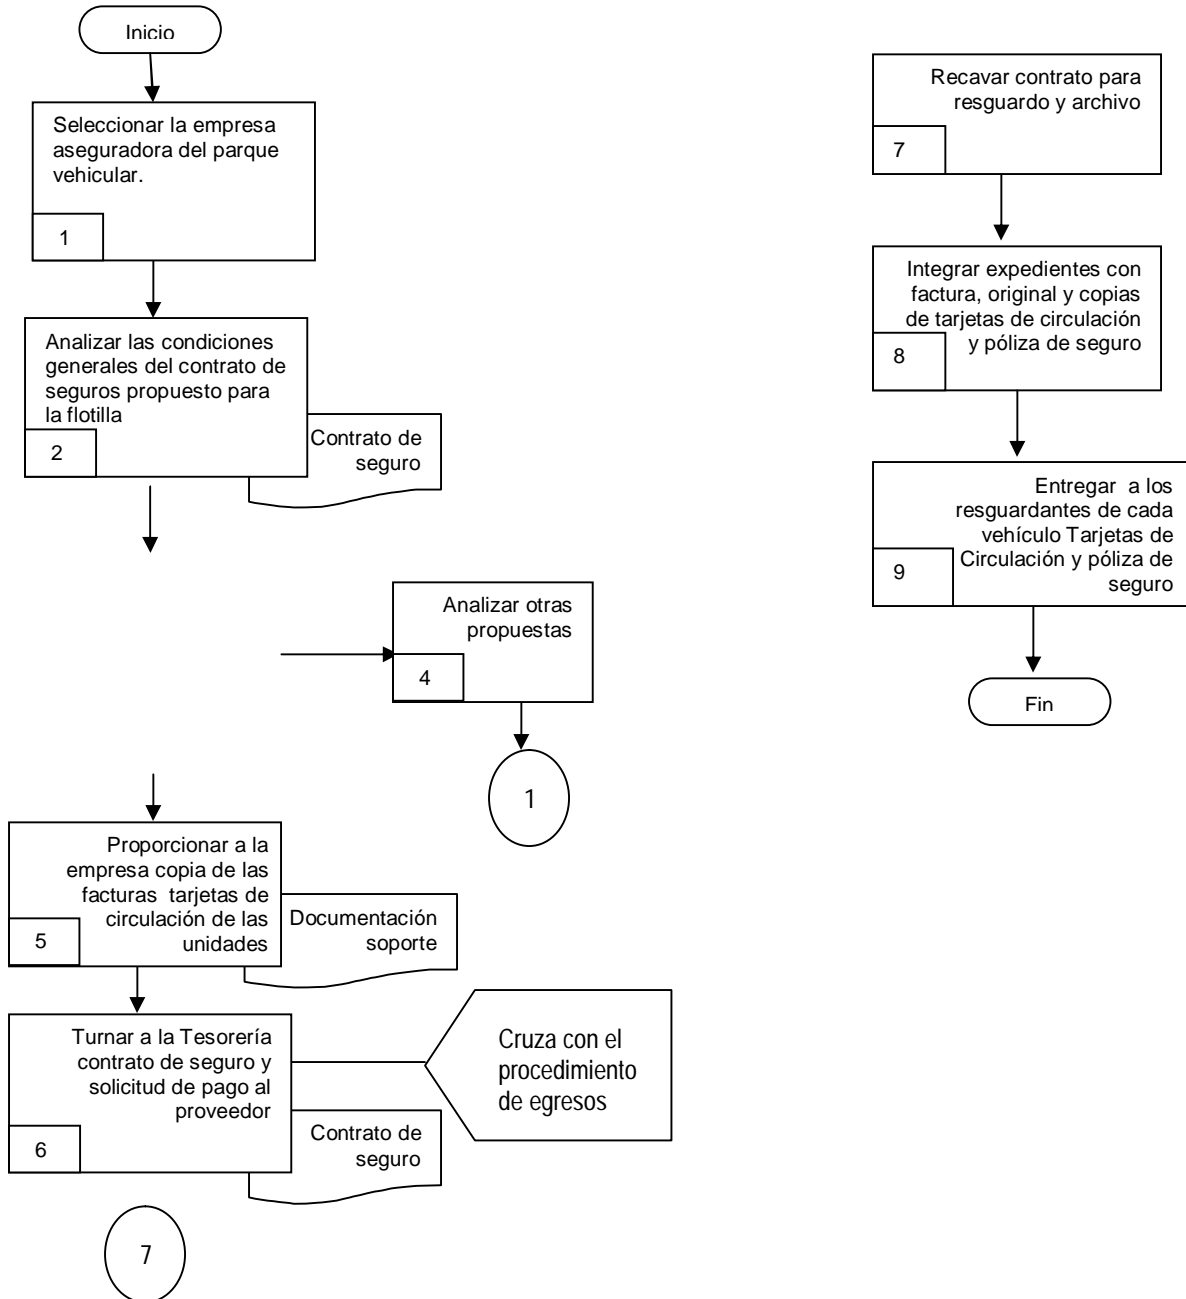 Inicio
Seleccionar la empresa
aseguradora del parque
vehicular.
1
Analizar las condiciones
generales del contrato de
seguros propuesto para
la flotilla
2
Contrato de
seguro
Analizar otras
propuestas
4
1
Proporcionar a la
empresa copia de las
facturas tarjetas de
circulación de las
unidades
5
Documentación
soporte
Turnar a la Tesorería
contrato de seguro y
solicitud de pago al
proveedor
6
Cruza con el
procedimiento
de egresos
Contrato de
seguro
7
Recavar contrato para
resguardo y archivo
7
Integrar expedientes con
factura, original y copias
de tarjetas de circulación
y póliza de seguro
8
Entregar a los
resguardantes de cada
vehículo Tarjetas de
Circulación y póliza de
seguro
9
Fin